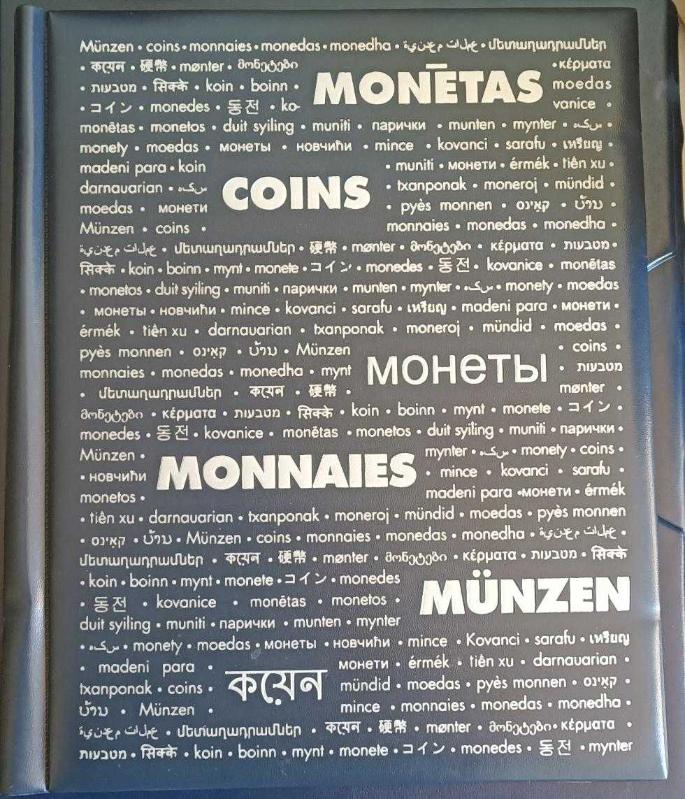 Münzen • coins • monnaies • monedas • monedha • • մետաղադրամներ
• কয়েন • 硬幣 • mønter • მონეტები MONĒTAS • κέρματα
• מטבעות • सिक्के • koin • boinn • moedas
• コイン • monedes • 동전 • ko- vanice •
monētas • monetos • duit syiling • muniti • парички • munten • mynter • سکه •
monety • moedas • монеты • новчићи • mince • kovanci • sarafu • เหรียญ •
madeni para • koin COINS muniti • монети • érmék • tiền xu •
darnauarian • سکه • • txanponak • moneroj • mündid •
moedas • монети • pyès monnen • קאָינס • •
Münzen • coins • monnaies • monedas • monedha •
• մետաղադրամներ • 硬幣 • mønter • მონეტები • κέρματα • מטבעות
सिक्के • koin • boinn • mynt • monete • コイン • monedes • 동전 • kovanice • monētas
• monetos • duit syiling • muniti • парички • munten • mynter • سکه • monety • moedas
• монеты • новчићи • mince • kovanci • sarafu • เหรียญ • madeni para • монети •
érmék • tiền xu • darnauarian • txanponak • moneroj • mündid • moedas •
pyès monnen • קאָינס • • Münzen монеты • coins •
monnaies • monedas • monedha • mynt • מטבעות
• մետաղադրամներ • কয়েন • 硬幣 • mønter •
მონეტები • κέρματα • מטבעות • सिक्के • koin • boinn • mynt • monete • コイン •
monedes • 동전 • kovanice • monētas • monetos • duit syiling • muniti • парички •
Münzen • MONNAIES mynter • سکه • monety • coins •
• новчићи • mince • kovanci • sarafu •
monetos • madeni para •монети • érmék
• tiền xu • darnauarian • txanponak • moneroj • mündid • moedas • pyès monnen
• קאָינס • • Münzen • coins • monnaies • monedas • monedha •
մետաղադրամներ • কয়েন • 硬幣 • mønter • მონეტები • κέρματα • מטבעות • सिक्के
• koin • boinn • mynt • monete • コイン • monedes MÜNZEN
• 동전 • kovanice • monētas • monetos •
duit syiling • muniti • парички • munten • mynter
• سکه • monety • moedas • монеты • новчићи • mince • Kovanci • sarafu • เหรียญ
• madeni para • কয়েন монети • érmék • tiền xu • darnauarian •
txanponak • coins • mündid • moedas • pyès monnen • קאָינס •
• Münzen • mince • monnaies • monedas • monedha •
• մետաղադրամներ • কয়েন • 硬幣 • mønter • მონეტები • κέρματα •
מטבעות • सिक्के • koin • boinn • mynt • monete • コイン • monedes • 동전 • mynter